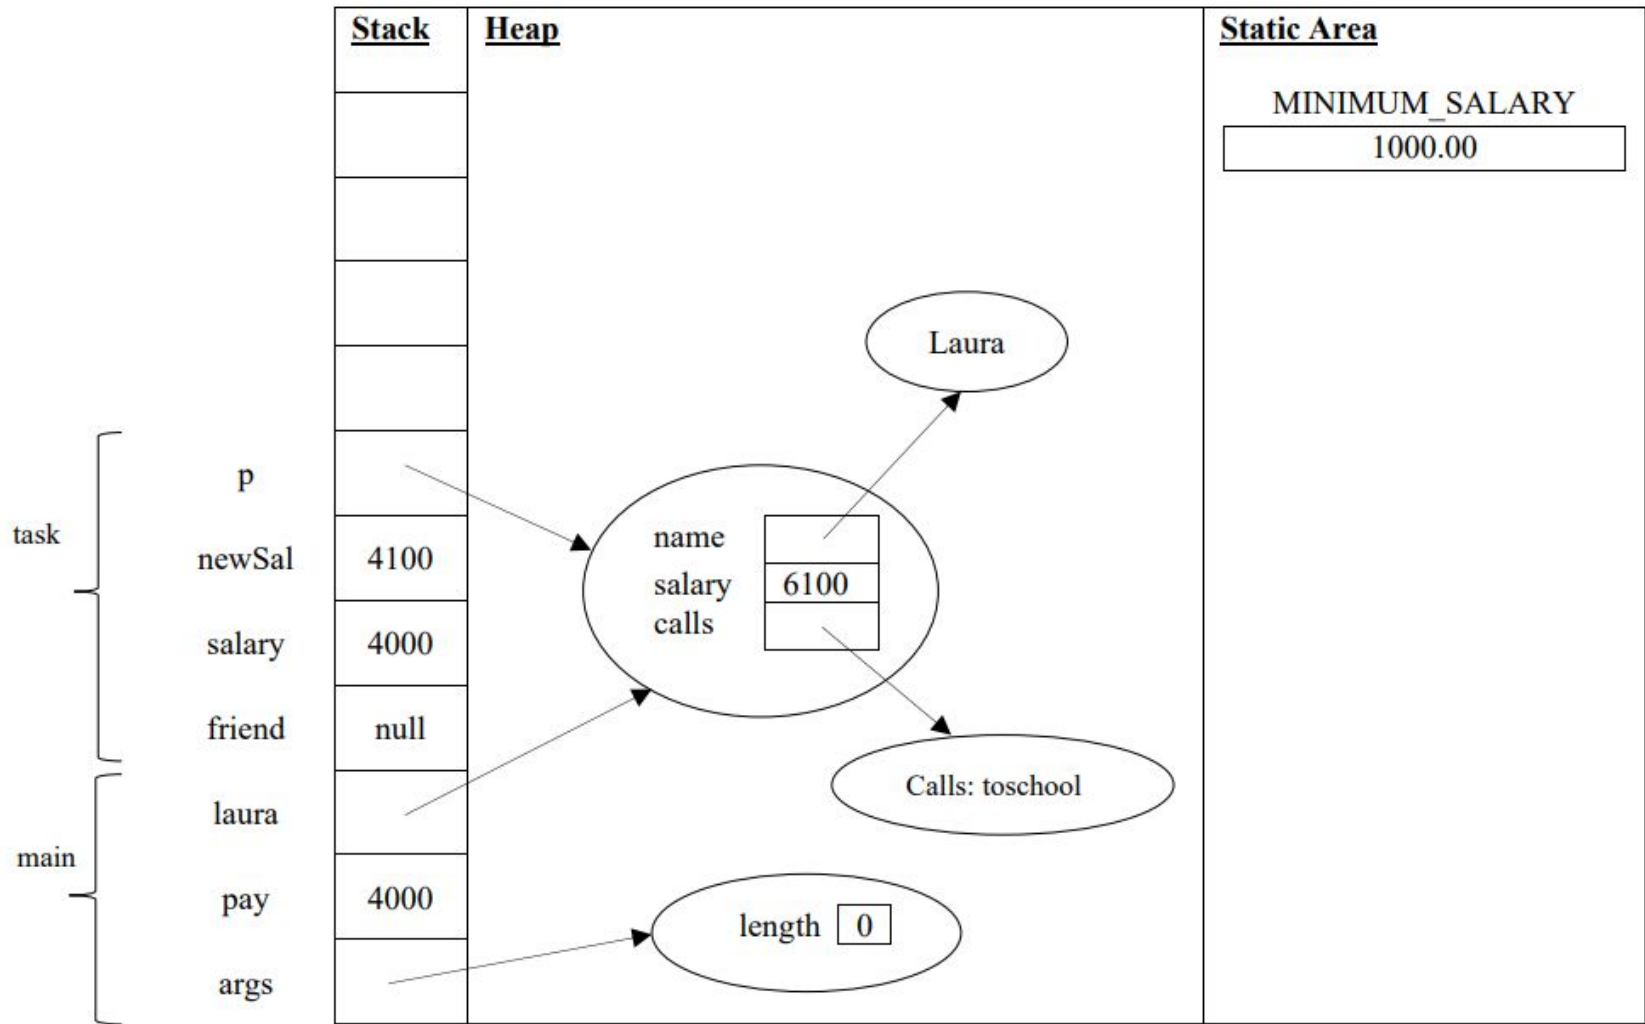 Stack
Heap
Static Area
MINIMUM_SALARY
1000.00
Laura
task
p
newSal 4100
salary 4000
friend null
name
salary 6100
calls
Calls: toschool
main
laura
pay 4000
args
length 0